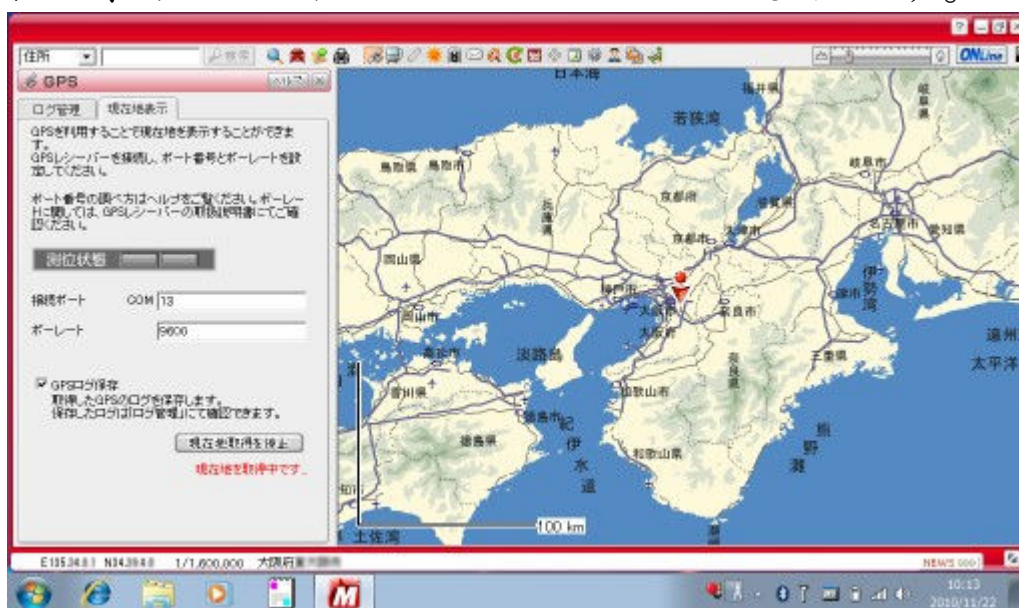 住所
検索
ONLine
GPS
ヘルプ
ログ管理
現在地表示
GPSを利用することで現在地を表示することができま
す。
GPSレシーバーを接続し、ポート番号とボーレートを設
定してください。
ポート番号の調べ方はヘルプをご覧ください。ボーレー
トに関しては、GPSレシーバーの取扱説明書にてご確
認ください。
測位状態
接続ポート COM 13
ボーレート 9600
GPSログ保存
取得したGPSのログを保存します。
保存したログは「ログ管理」にて確認できます。
現在地取得を停止
現在地を取得中です...
日本海
福井県
若狭湾
岐阜県
鳥取県
鳥取市
岐阜市
京都府
滋賀県
兵庫県
名古屋市
愛知県
京都市
大津市
岡山県
伊勢湾
神戸市
津市
大阪市
奈良市
岡山市
大阪府
遠州
淡路島
三重県
高松市
奈良県
太平洋
香川県
和歌山市
徳島市
紀伊水道
熊野灘
徳島県
和歌山県
高知
土佐湾
100 km
1/1,600,000
大阪府
NEWS
10:13
2010/11/22